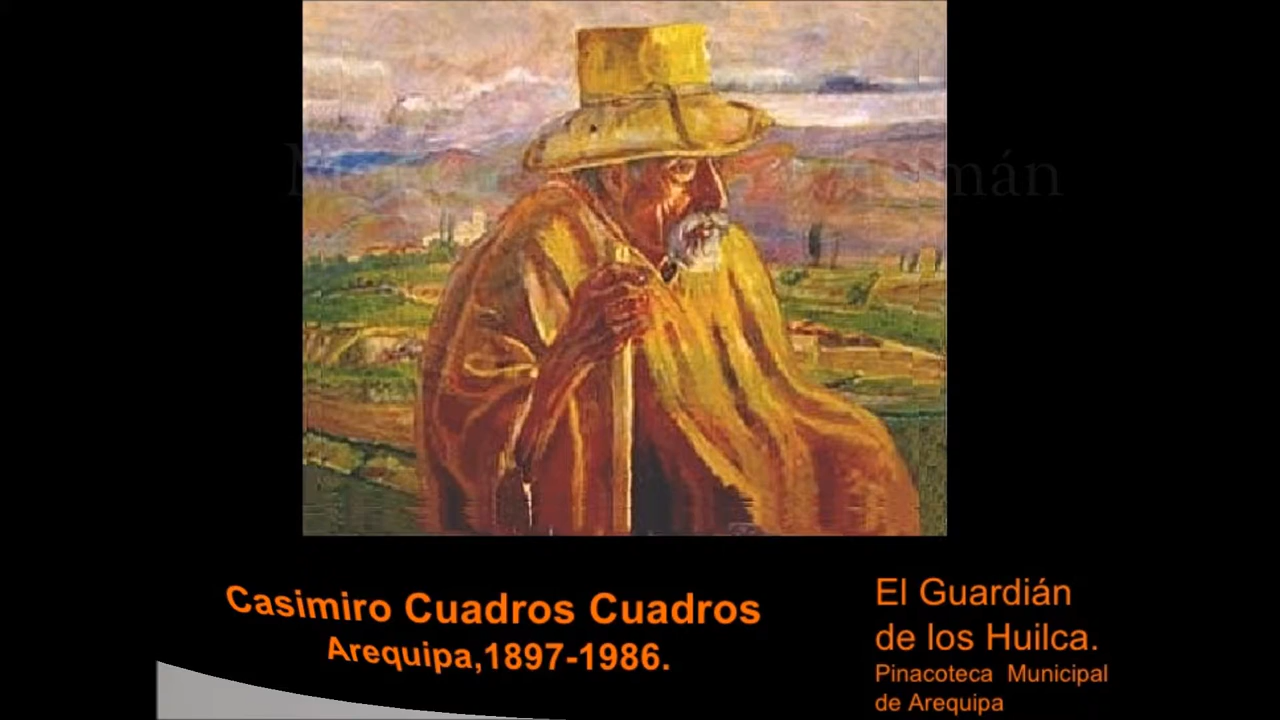 Casimiro Cuadros Cuadros
Arequipa,1897-1986.
El Guardián
de los Huilca.
Pinacoteca Municipal
de Arequipa